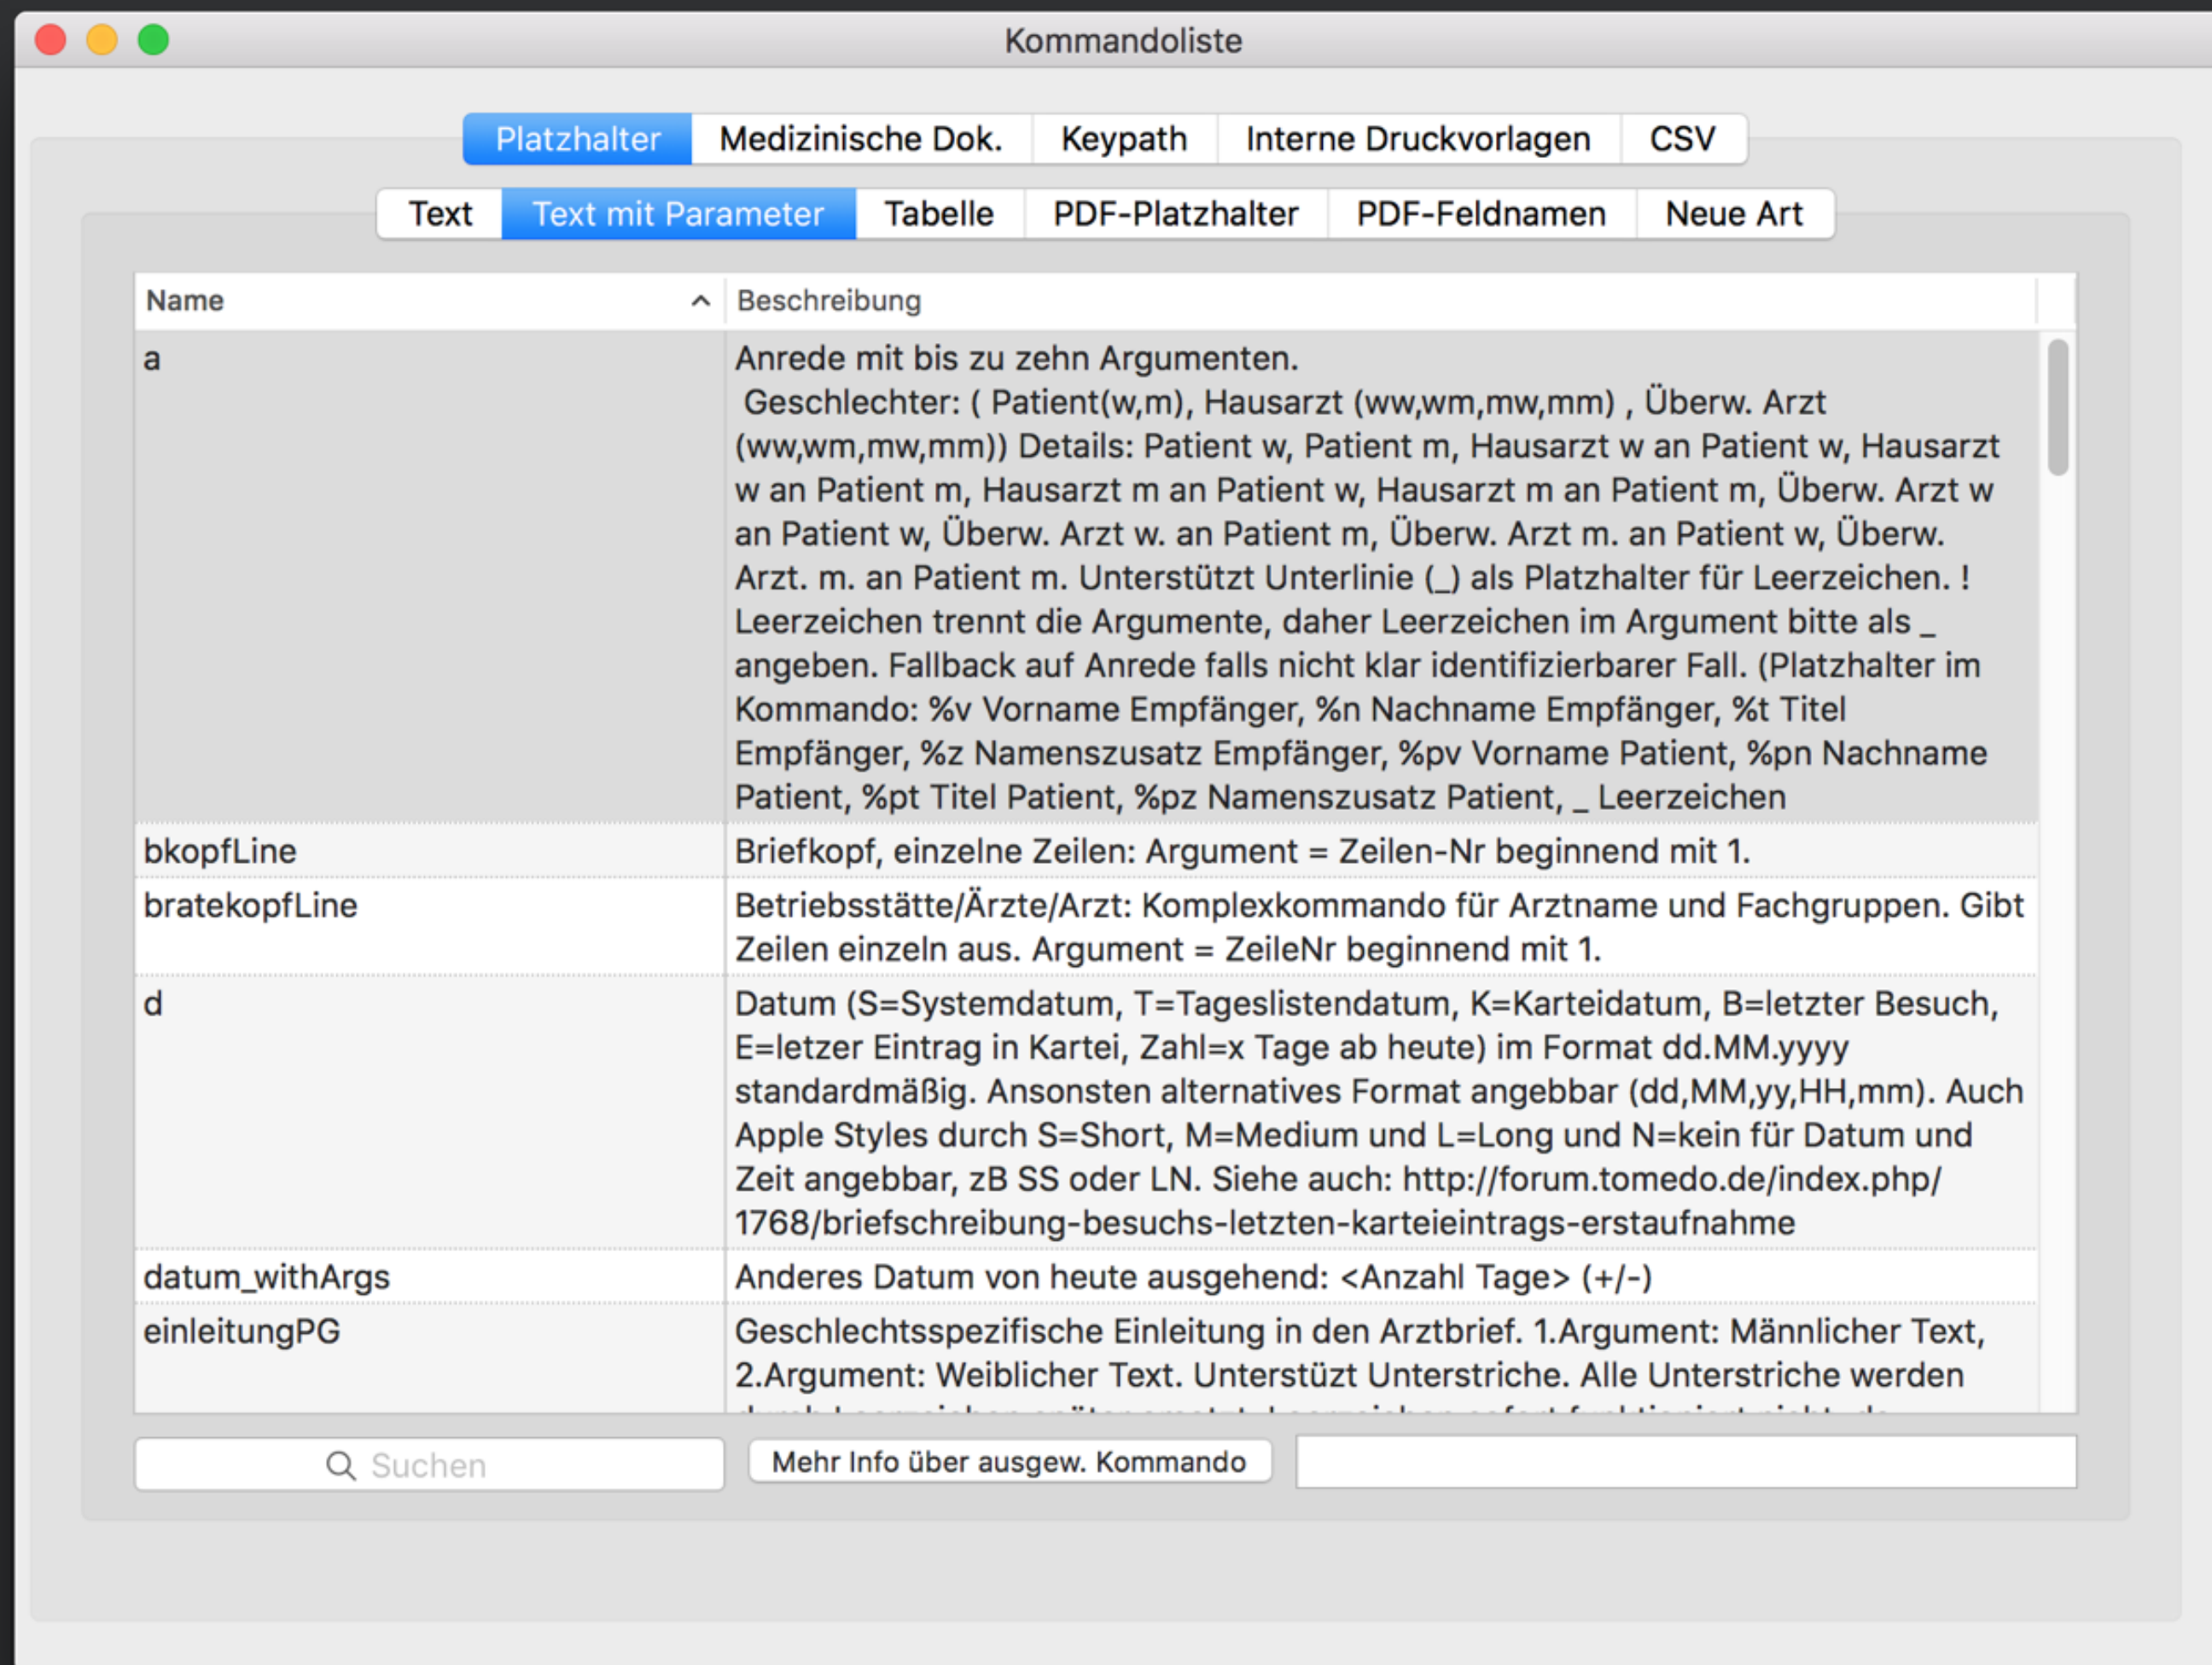 Kommandoliste
Platzhalter Medizinische Dok. Keypath Interne Druckvorlagen CSV
Text Text mit Parameter Tabelle PDF-Platzhalter PDF-Feldnamen Neue Art
Name Beschreibung
a Anrede mit bis zu zehn Argumenten.
Geschlechter: ( Patient(w,m), Hausarzt (ww,wm,mw,mm) , Überw. Arzt
(ww,wm,mw,mm)) Details: Patient w, Patient m, Hausarzt w an Patient w, Hausarzt
w an Patient m, Hausarzt m an Patient w, Hausarzt m an Patient m, Überw. Arzt w
an Patient w, Überw. Arzt w. an Patient m, Überw. Arzt m. an Patient w, Überw.
Arzt. m. an Patient m. Unterstützt Unterlinie (_) als Platzhalter für Leerzeichen. !
Leerzeichen trennt die Argumente, daher Leerzeichen im Argument bitte als _
angeben. Fallback auf Anrede falls nicht klar identifizierbarer Fall. (Platzhalter im
Kommando: %v Vorname Empfänger, %n Nachname Empfänger, %t Titel
Empfänger, %z Namenszusatz Empfänger, %pv Vorname Patient, %pn Nachname
Patient, %pt Titel Patient, %pz Namenszusatz Patient, _ Leerzeichen
bkopfLine Briefkopf, einzelne Zeilen: Argument = Zeilen-Nr beginnend mit 1.
bratekopfLine Betriebsstätte/Ärzte/Arzt: Komplexkommando für Arztname und Fachgruppen. Gibt
Zeilen einzeln aus. Argument = ZeileNr beginnend mit 1.
d Datum (S=Systemdatum, T=Tageslistendatum, K=Karteidatum, B=letzter Besuch,
E=letzer Eintrag in Kartei, Zahl=x Tage ab heute) im Format dd.MM.yyyy
standardmäßig. Ansonsten alternatives Format angebbar (dd,MM,yy,HH,mm). Auch
Apple Styles durch S=Short, M=Medium und L=Long und N=kein für Datum und
Zeit angebbar, zB SS oder LN. Siehe auch: http://forum.tomedo.de/index.php/
1768/briefschreibung-besuchs-letzten-karteieintrags-erstaufnahme
datum_withArgs Anderes Datum von heute ausgehend: <Anzahl Tage> (+/-)
einleitungPG Geschlechtsspezifische Einleitung in den Arztbrief. 1.Argument: Männlicher Text,
2.Argument: Weiblicher Text. Unterstüzt Unterstriche. Alle Unterstriche werden
Suchen Mehr Info über ausgew. Kommando